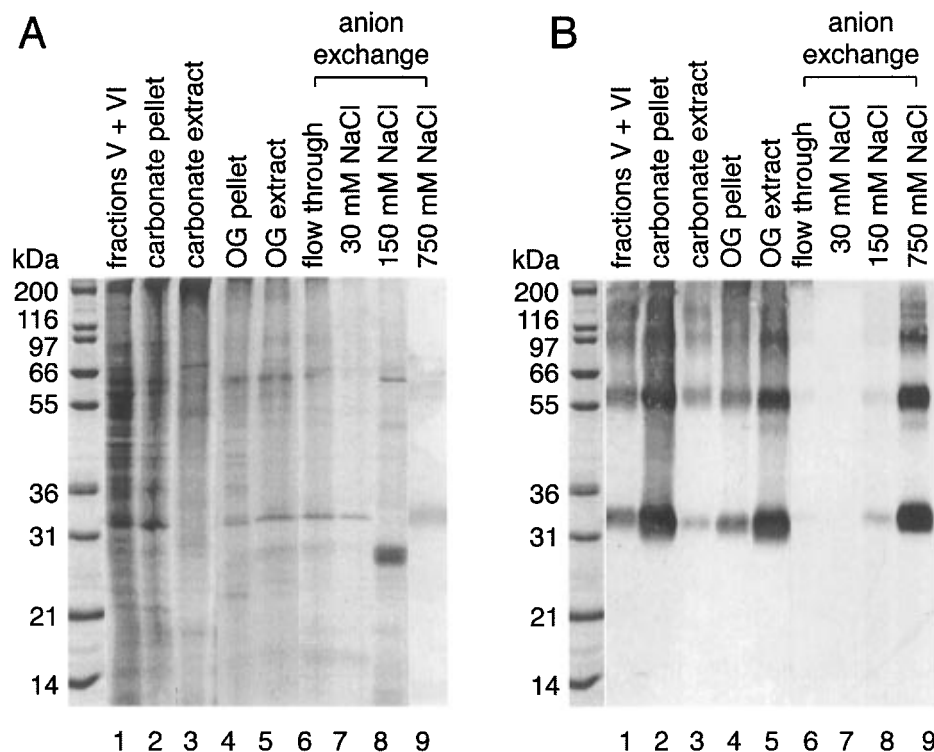 A
anion
exchange
fractions V + VI
carbonate pellet
carbonate extract
OG pellet
OG extract
flow through
30 mM NaCl
150 mM NaCl
750 mM NaCl
kDa
200
116
97
66
55
36
31
21
14
1 2 3 4 5 6 7 8 9
B
anion
exchange
fractions V + VI
carbonate pellet
carbonate extract
OG pellet
OG extract
flow through
30 mM NaCl
150 mM NaCl
750 mM NaCl
kDa
200
116
97
66
55
36
31
21
14
1 2 3 4 5 6 7 8 9